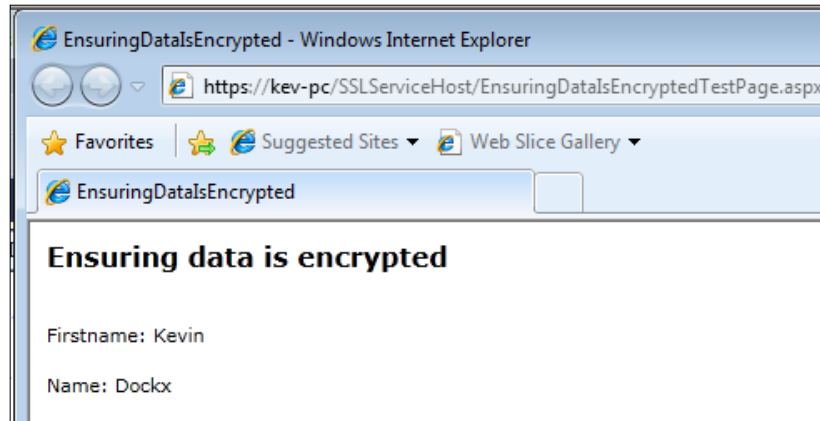 EnsuringDataIsEncrypted - Windows Internet Explorer
https://kev-pc/SSLServiceHost/EnsuringDataIsEncryptedTestPage.aspx
Favorites Suggested Sites Web Slice Gallery
EnsuringDataIsEncrypted
Ensuring data is encrypted
Firstname: Kevin
Name: Dockx